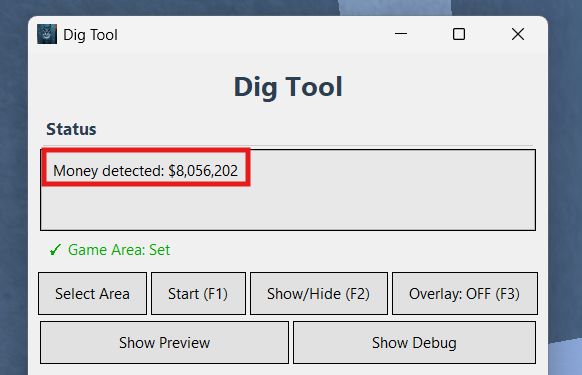 Dig Tool
Dig Tool
Status
Money detected: $8,056,202
✓ Game Area: Set
Select Area Start (F1) Show/Hide (F2) Overlay: OFF (F3)
Show Preview Show Debug